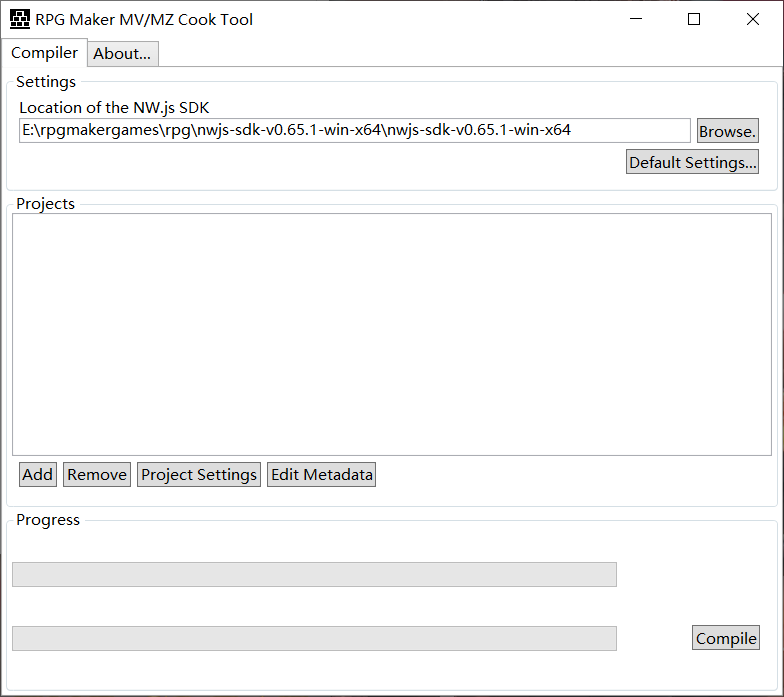 RPG Maker MV/MZ Cook Tool
Compiler About...
Settings
Location of the NW.js SDK
E:\rpgmakergames\rpg\nwjs-sdk-v0.65.1-win-x64\nwjs-sdk-v0.65.1-win-x64 Browse.
Default Settings...
Projects
Add Remove Project Settings Edit Metadata
Progress
Compile